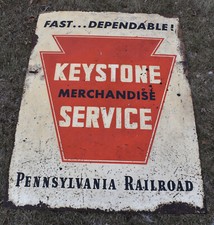 FAST...DEPENDABLE!
KEYSTONE
MERCHANDISE
SERVICE
PENNSYLVANIA RAILROAD